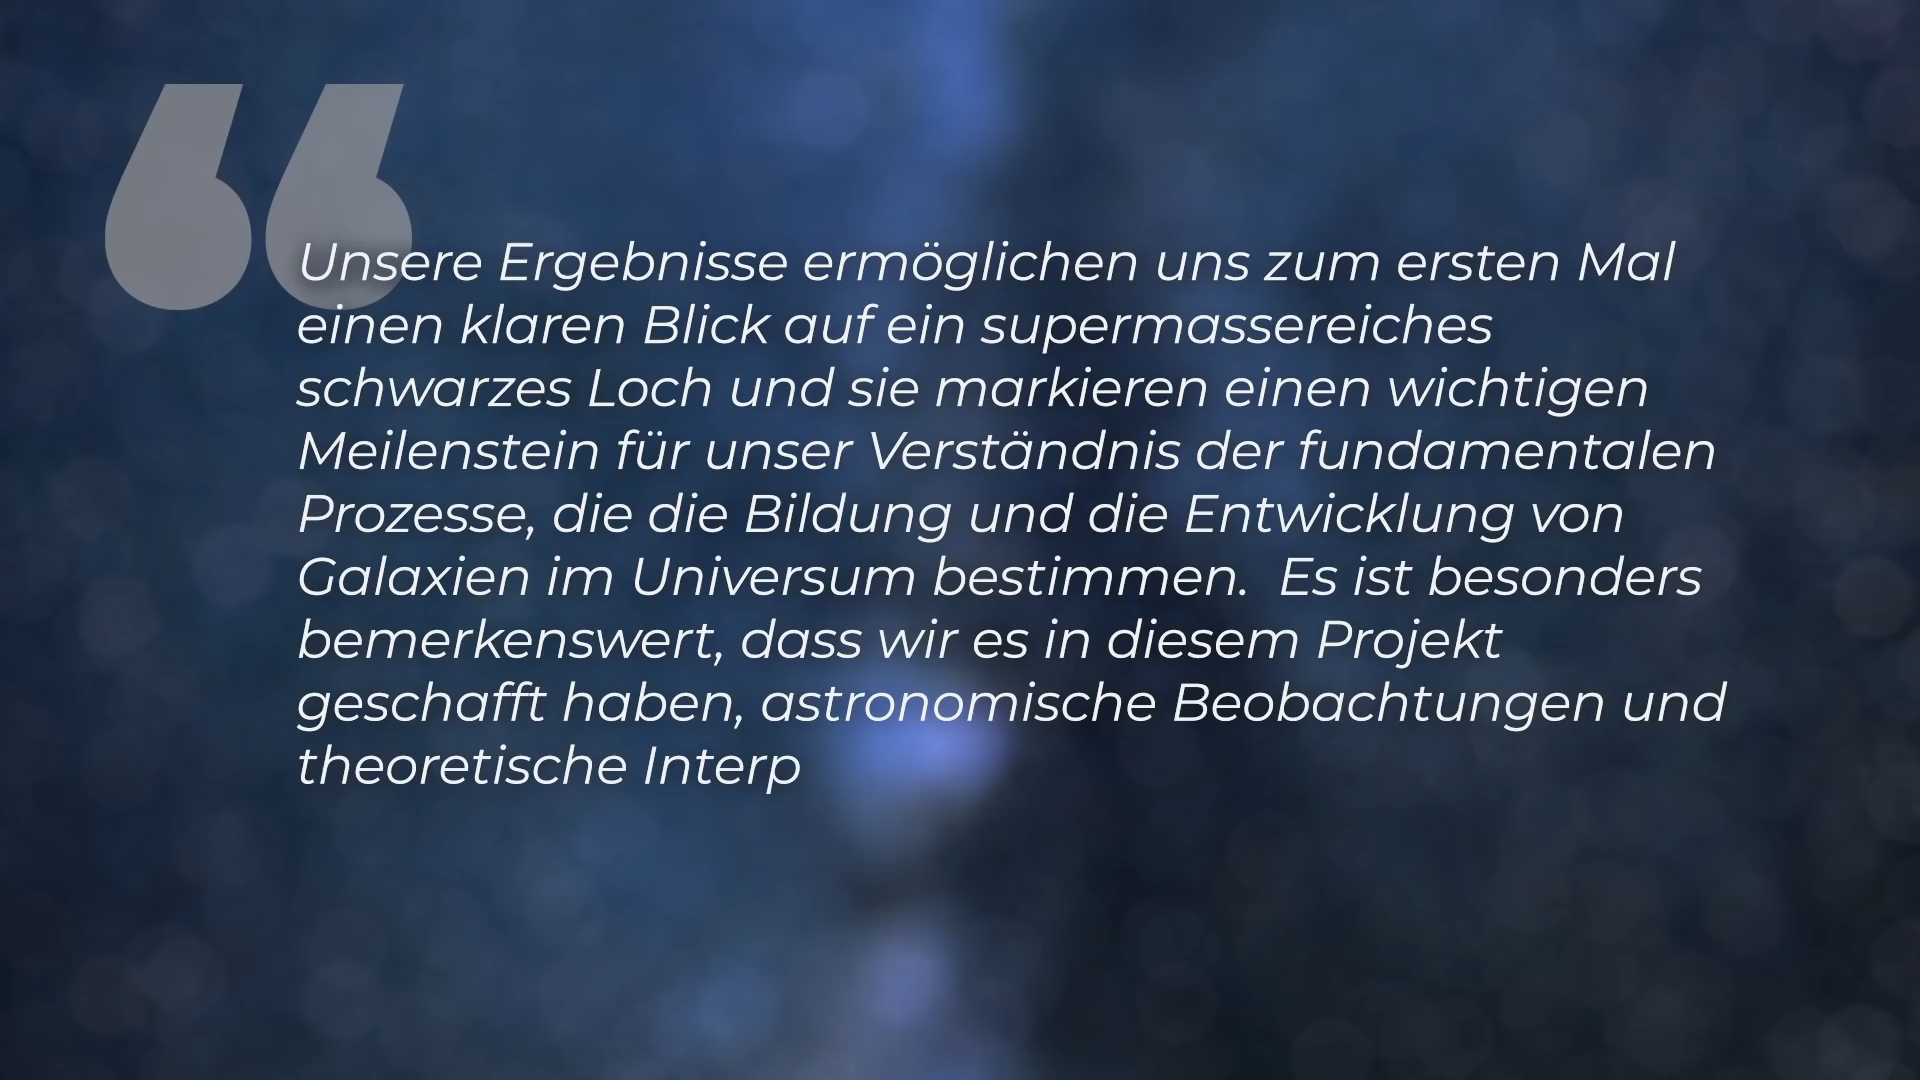 “
Unsere Ergebnisse ermöglichen uns zum ersten Mal
einen klaren Blick auf ein supermassereiches
schwarzes Loch und sie markieren einen wichtigen
Meilenstein für unser Verständnis der fundamentalen
Prozesse, die die Bildung und die Entwicklung von
Galaxien im Universum bestimmen.  Es ist besonders
bemerkenswert, dass wir es in diesem Projekt
geschafft haben, astronomische Beobachtungen und
theoretische Interp